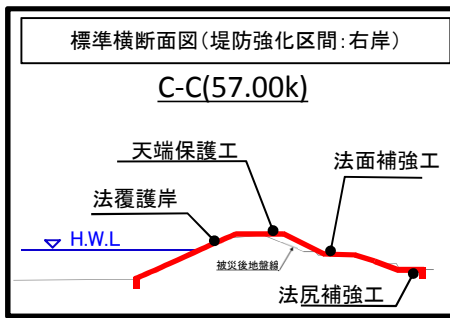 標準横断面図(堤防強化区間:右岸)
C-C(57.00k)
天端保護工
法面補強工
法覆護岸
H.W.L
被災後地盤線
法尻補強工